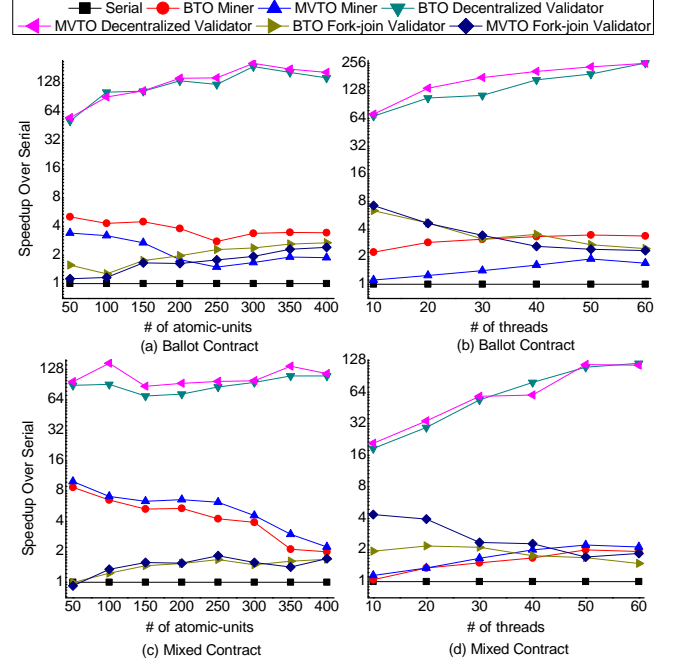 Serial BTO Miner MVTO Miner BTO Decentralized Validator
MVTO Decentralized Validator BTO Fork-join Validator MVTO Fork-join Validator
Speedup Over Serial
128
64
32
16
8
4
2
1
50 100 150 200 250 300 350 400
# of atomic-units
(a) Ballot Contract
256
128
64
32
16
8
4
2
1
10 20 30 40 50 60
# of threads
(b) Ballot Contract
Speedup Over Serial
128
64
32
16
8
4
2
1
50 100 150 200 250 300 350 400
# of atomic-units
(c) Mixed Contract
128
64
32
16
8
4
2
1
10 20 30 40 50 60
# of threads
(d) Mixed Contract